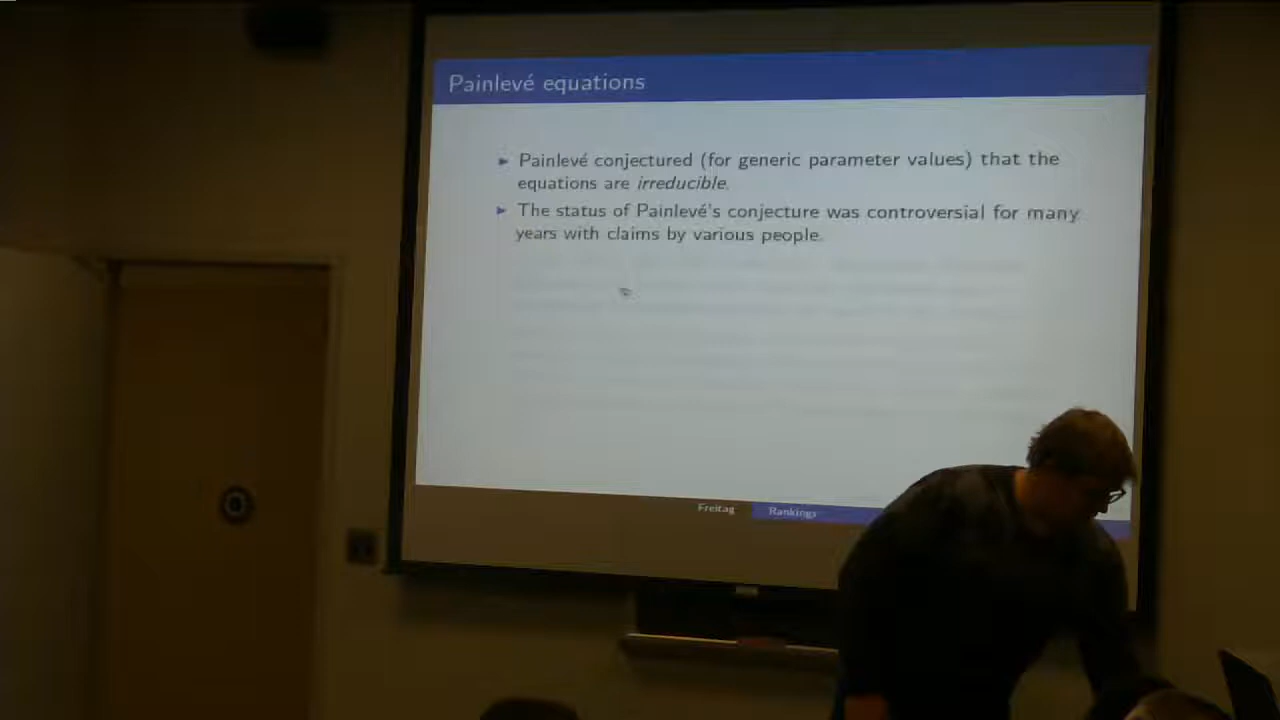 Painlevé equations
Painlevé conjectured (for generic parameter values) that the
equations are irreducible.
The status of Painlevé's conjecture was controversial for many
years with claims by various people.
Freitag Rankings